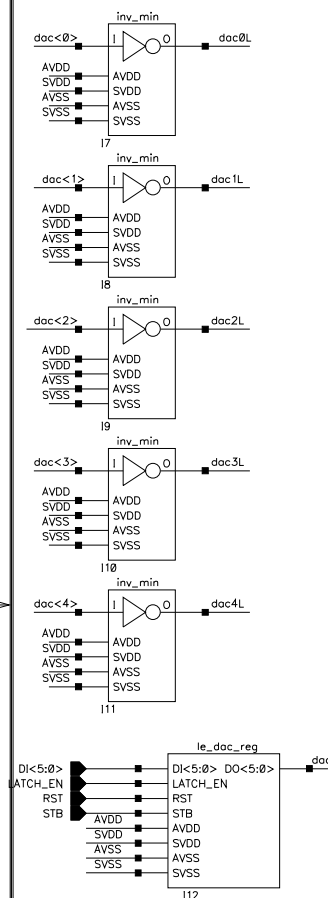 inv_min
dac<0> I O dac0L
AVDD AVDD
SVDD SVDD
AVSS AVSS
SVSS SVSS
I7
inv_min
dac<1> I O dac1L
AVDD AVDD
SVDD SVDD
AVSS AVSS
SVSS SVSS
I8
inv_min
dac<2> I O dac2L
AVDD AVDD
SVDD SVDD
AVSS AVSS
SVSS SVSS
I9
inv_min
dac<3> I O dac3L
AVDD AVDD
SVDD SVDD
AVSS AVSS
SVSS SVSS
I10
inv_min
dac<4> I O dac4L
AVDD AVDD
SVDD SVDD
AVSS AVSS
SVSS SVSS
I11
le_dac_reg
DI<5:0> DI<5:0> DO<5:0> dac
LATCH_EN LATCH_EN
RST RST
STB STB
AVDD AVDD
SVDD SVDD
AVSS AVSS
SVSS SVSS
I12